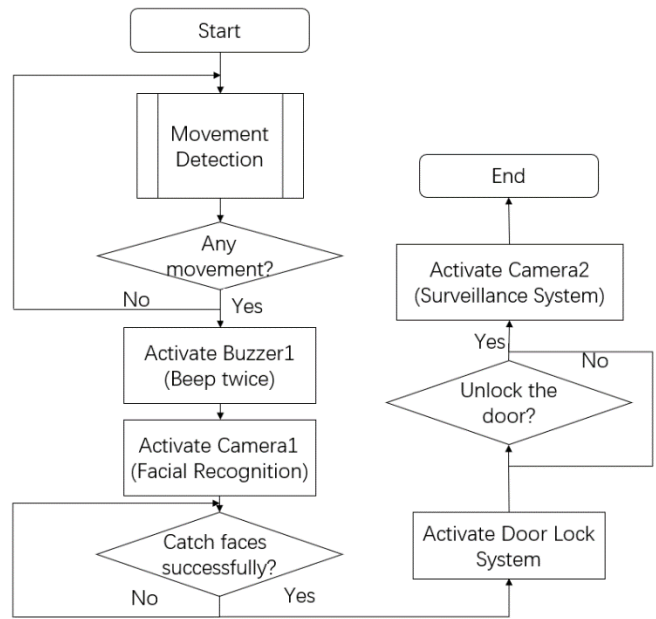 Start
Movement
Detection
Any
movement?
No
Yes
Activate Buzzer1
(Beep twice)
Activate Camera1
(Facial Recognition)
Catch faces
successfully?
No
Yes
Activate Door Lock
System
Unlock the
door?
Yes
No
Activate Camera2
(Surveillance System)
End